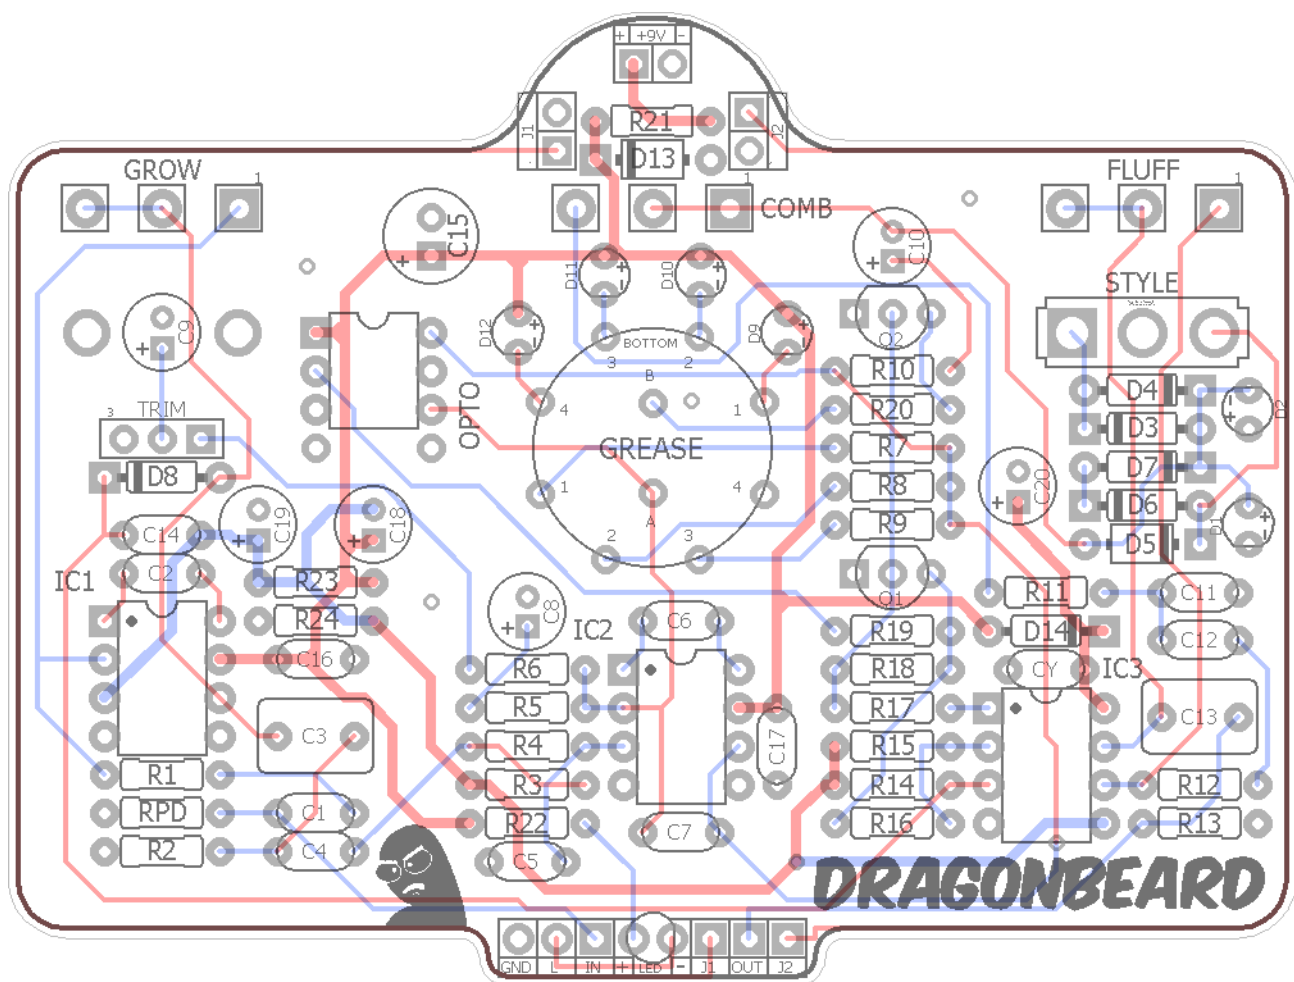 + +9V -
J1
R21
J2
D13
GROW
1
1
COMB
FLUFF
1
C15
+
C10
+
STYLE
D11
+
-
D10
+
-
C9
+
D12
+
-
D9
+
-
Q2
BOTTOM
3
2
B
R10
D4
D2
+
-
TRIM
3
OPTO
4
1
R20
D3
GREASE
R7
D8
D7
C20
+
1
4
R8
D6
C19
+
C18
+
A
R9
D1
+
-
C14
2
3
D5
C2
IC1
R23
Q1
R11
C11
C8
+
R24
IC2
C6
R19
D14
C12
C16
R6
R18
CY
IC3
R5
R17
C13
C3
R4
C17
R15
R1
R3
R14
R12
RPD
C1
R22
C7
R16
R13
R2
C4
C5
DRAGONBEARD
GND L IN + LED - J1 OUT J2